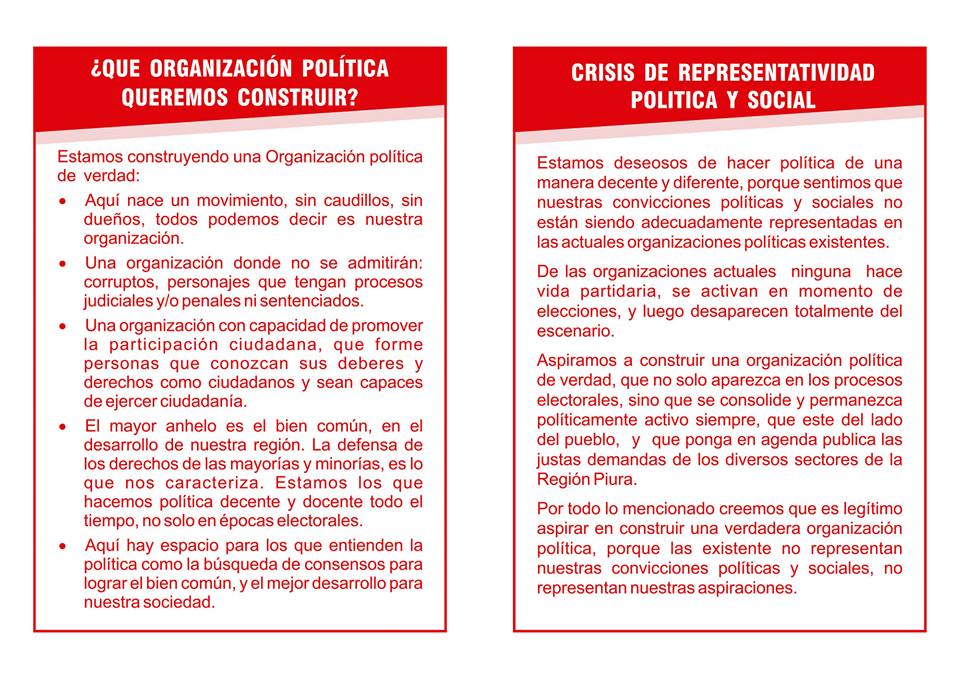 ¿QUE ORGANIZACIÓN POLÍTICA
QUEREMOS CONSTRUIR?
Estamos construyendo una Organización política
de verdad:
• Aquí nace un movimiento, sin caudillos, sin
dueños, todos podemos decir es nuestra
organización.
• Una organización donde no se admitirán:
corruptos, personajes que tengan procesos
judiciales y/o penales ni sentenciados.
• Una organización con capacidad de promover
la participación ciudadana, que forme
personas que conozcan sus deberes y
derechos como ciudadanos y sean capaces
de ejercer ciudadanía.
• El mayor anhelo es el bien común, en el
desarrollo de nuestra región. La defensa de
los derechos de las mayorías y minorías, es lo
que nos caracteriza. Estamos los que
hacemos política decente y docente todo el
tiempo, no solo en épocas electorales.
• Aquí hay espacio para los que entienden la
política como la búsqueda de consensos para
lograr el bien común, y el mejor desarrollo para
nuestra sociedad.
CRISIS DE REPRESENTATIVIDAD
POLITICA Y SOCIAL
Estamos deseosos de hacer política de una
manera decente y diferente, porque sentimos que
nuestras convicciones políticas y sociales no
están siendo adecuadamente representadas en
las actuales organizaciones políticas existentes.
De las organizaciones actuales ninguna hace
vida partidaria, se activan en momento de
elecciones, y luego desaparecen totalmente del
escenario.
Aspiramos a construir una organización política
de verdad, que no solo aparezca en los procesos
electorales, sino que se consolide y permanezca
políticamente activo siempre, que este del lado
del pueblo, y que ponga en agenda publica las
justas demandas de los diversos sectores de la
Región Piura.
Por todo lo mencionado creemos que es legítimo
aspirar en construir una verdadera organización
política, porque las existente no representan
nuestras convicciones políticas y sociales, no
representan nuestras aspiraciones.